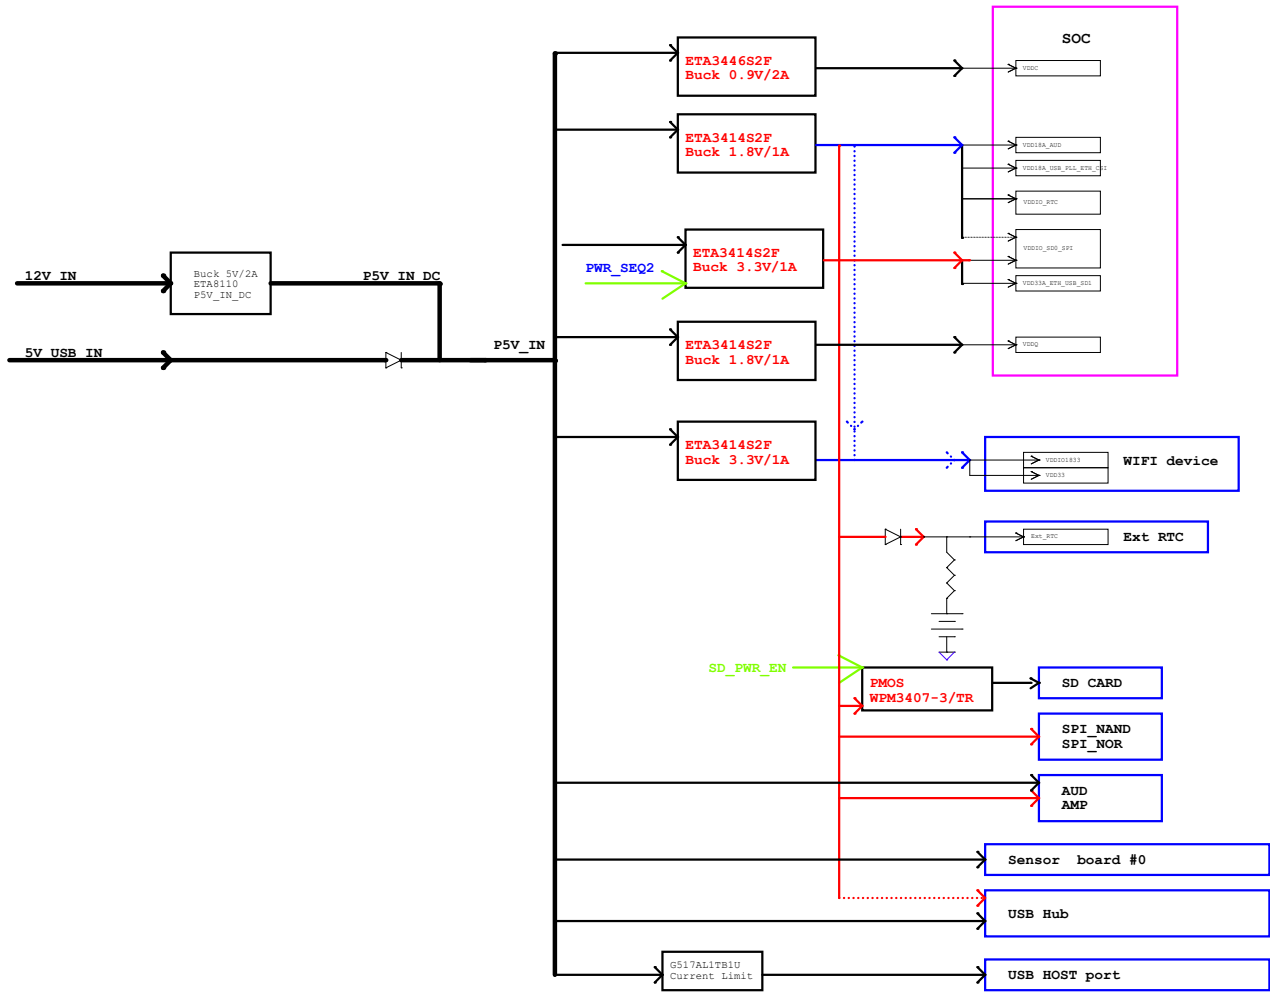 SOC
ETA3446S2F
Buck 0.9V/2A
VDDC
ETA3414S2F
Buck 1.8V/1A
VDD18A_AUD
VDD18A_USB_PLL_ETH_CSI
VDDIO_RTC
ETA3414S2F
Buck 3.3V/1A
PWR_SEQ2
VDDIO_SD0_SPI
VDD33A_ETH_USB_SD1
12V IN
Buck 5V/2A
ETA8110
P5V_IN_DC
P5V_IN_DC
5V USB IN
P5V_IN
ETA3414S2F
Buck 1.8V/1A
VDDQ
ETA3414S2F
Buck 3.3V/1A
VDDIO1833
VDD33
WIFI device
Ext_RTC
Ext RTC
SD_PWR_EN
PMOS
WPM3407-3/TR
SD CARD
SPI_NAND
SPI_NOR
AUD
AMP
Sensor board #0
USB Hub
G517AL1TB1U
Current Limit
USB HOST port